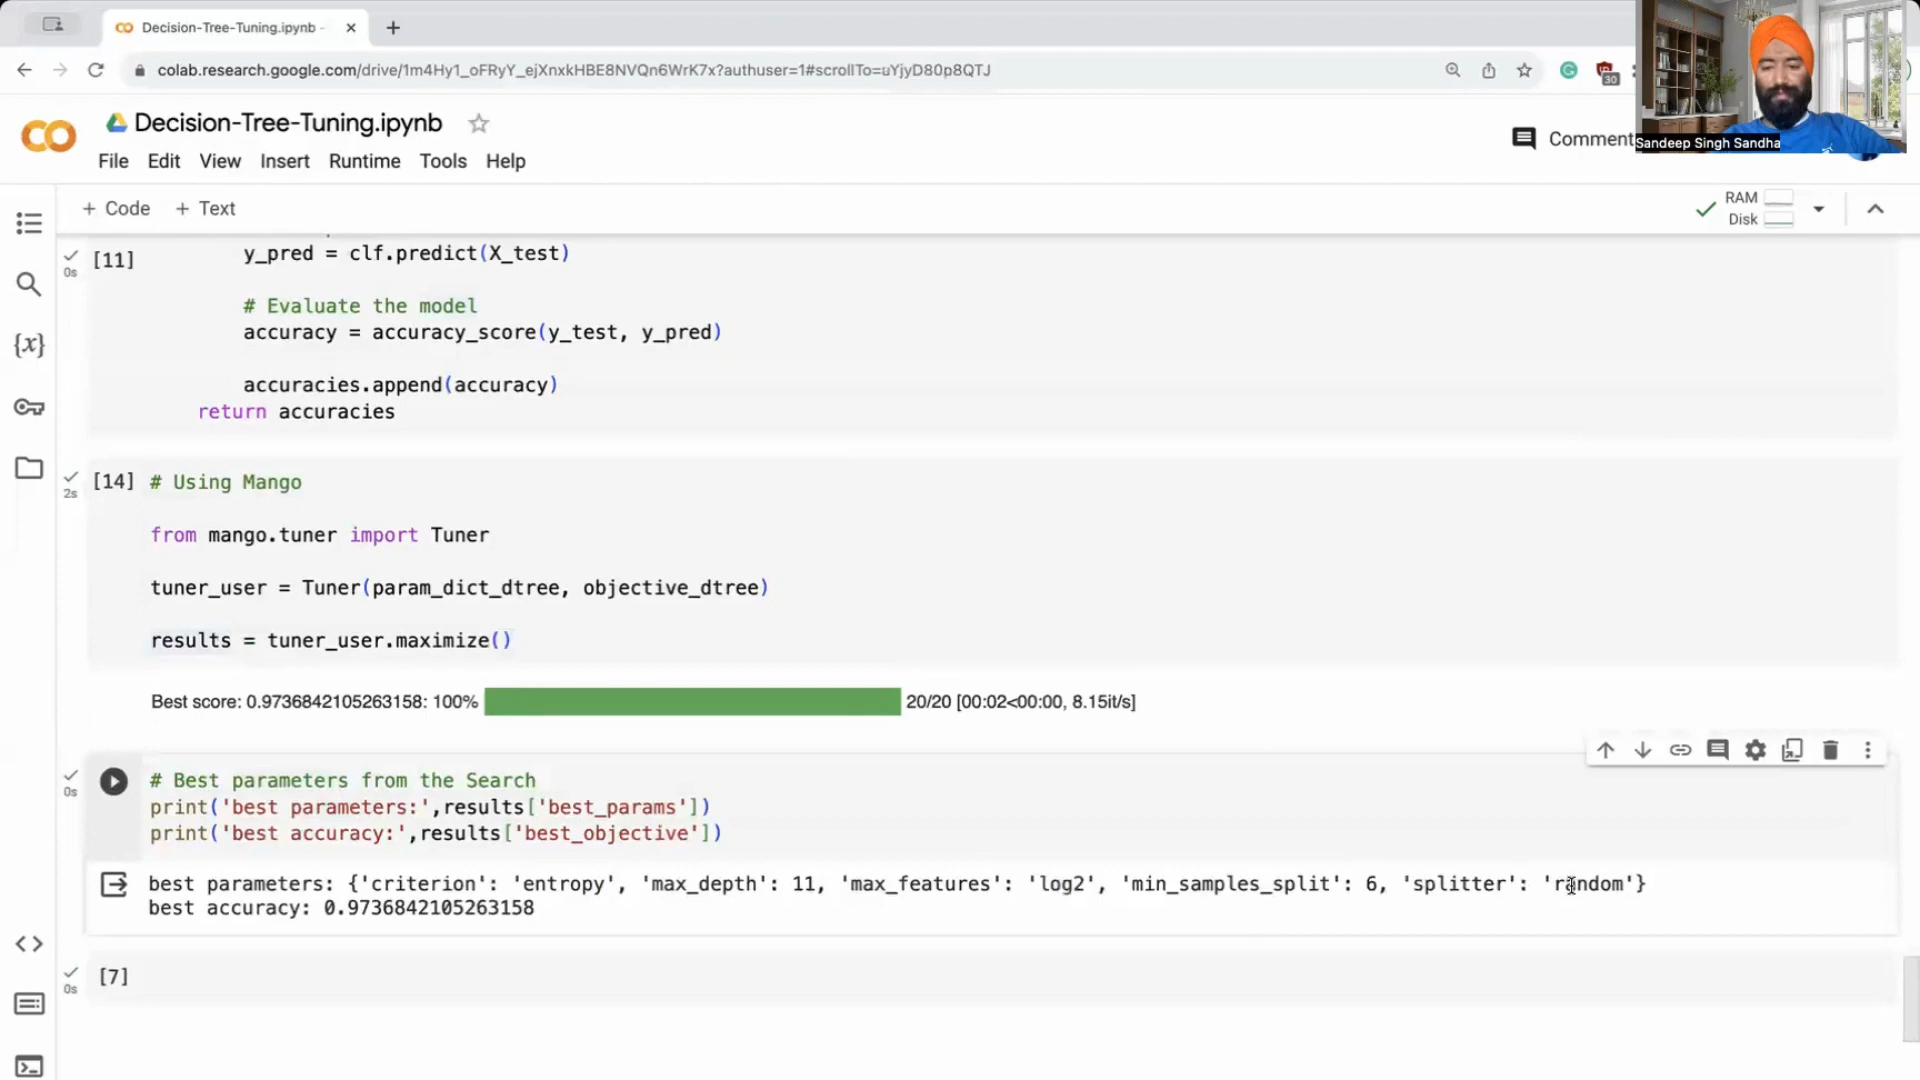 Decision-Tree-Tuning.ipynb -
colab.research.google.com/drive/1m4Hy1_oFRyY_ejXnxkHBE8NVQn6WrK7x?authuser=1#scrollTo=uYjyD80p8QTJ
30
Decision-Tree-Tuning.ipynb
File Edit View Insert Runtime Tools Help
Comment
Sandeep Singh Sandha
+ Code + Text
RAM
Disk
{x}
0s
[11] y_pred = clf.predict(X_test)
# Evaluate the model
accuracy = accuracy_score(y_test, y_pred)
accuracies.append(accuracy)
return accuracies
2s
[14] # Using Mango
from mango.tuner import Tuner
tuner_user = Tuner(param_dict_dtree, objective_dtree)
results = tuner_user.maximize()
Best score: 0.9736842105263158: 100% 20/20 [00:02<00:00, 8.15it/s]
0s
# Best parameters from the Search
print('best parameters:',results['best_params'])
print('best accuracy:',results['best_objective'])
best parameters: {'criterion': 'entropy', 'max_depth': 11, 'max_features': 'log2', 'min_samples_split': 6, 'splitter': 'random'}
best accuracy: 0.9736842105263158
0s
[7]